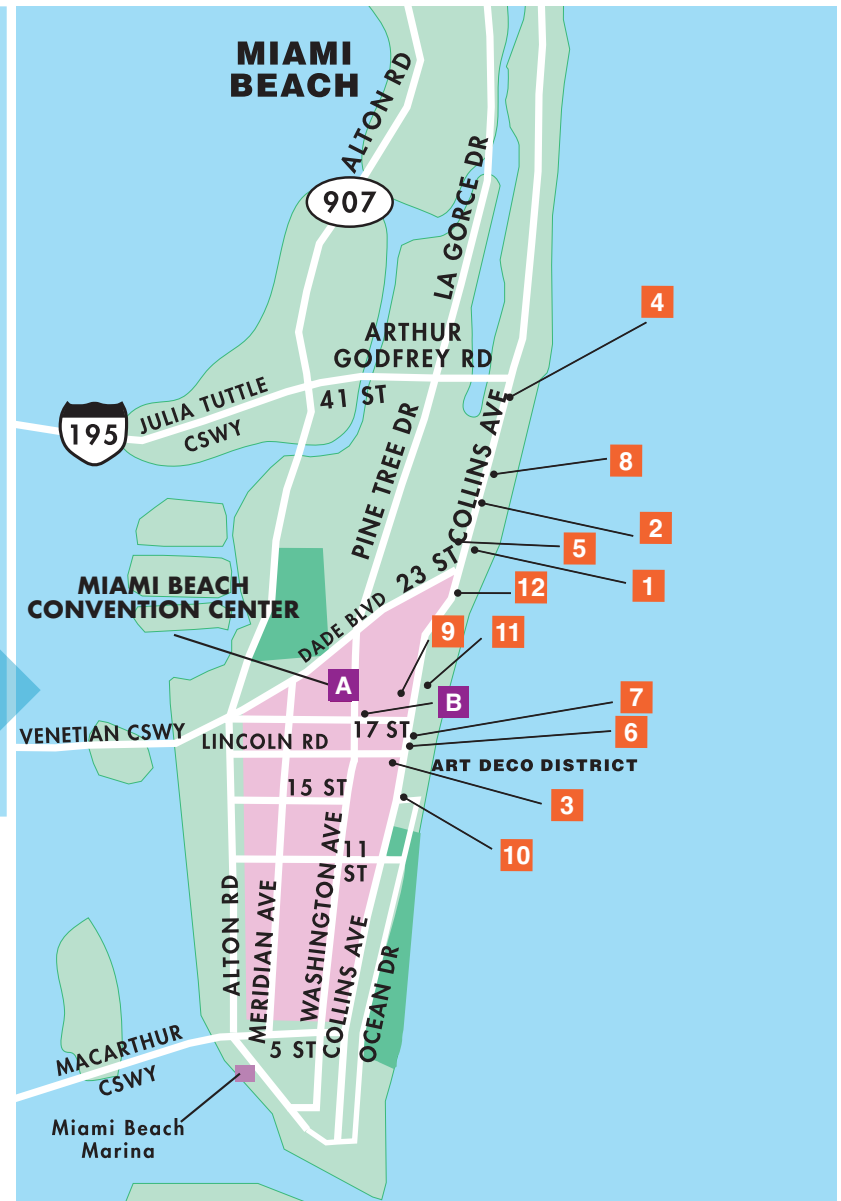 MIAMI
BEACH
ALTON RD
907
LA GORCE DR
4
ARTHUR
GODFREY RD
41 ST
JULIA TUTTLE
CSWY
195
PINE TREE DR
COLLINS AVE
8
2
5
1
23 ST
12
MIAMI BEACH
CONVENTION CENTER
DADE BLVD
9
11
A
B
7
6
17 ST
VENETIAN CSWY
LINCOLN RD
ART DECO DISTRICT
15 ST
3
10
11
ST
ALTON RD
MERIDIAN AVE
WASHINGTON AVE
COLLINS AVE
OCEAN DR
5 ST
MACARTHUR
CSWY
Miami Beach
Marina